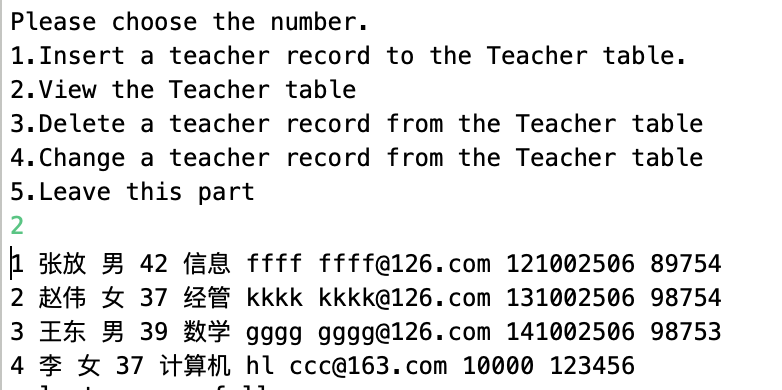 Please choose the number.
1.Insert a teacher record to the Teacher table.
2.View the Teacher table
3.Delete a teacher record from the Teacher table
4.Change a teacher record from the Teacher table
5.Leave this part
2
1 张放 男 42 信息 ffff ffff@126.com 121002506 89754
2 赵伟 女 37 经管 kkkk kkkk@126.com 131002506 98754
3 王东 男 39 数学 gggg gggg@126.com 141002506 98753
4 李 女 37 计算机 hl ccc@163.com 10000 123456